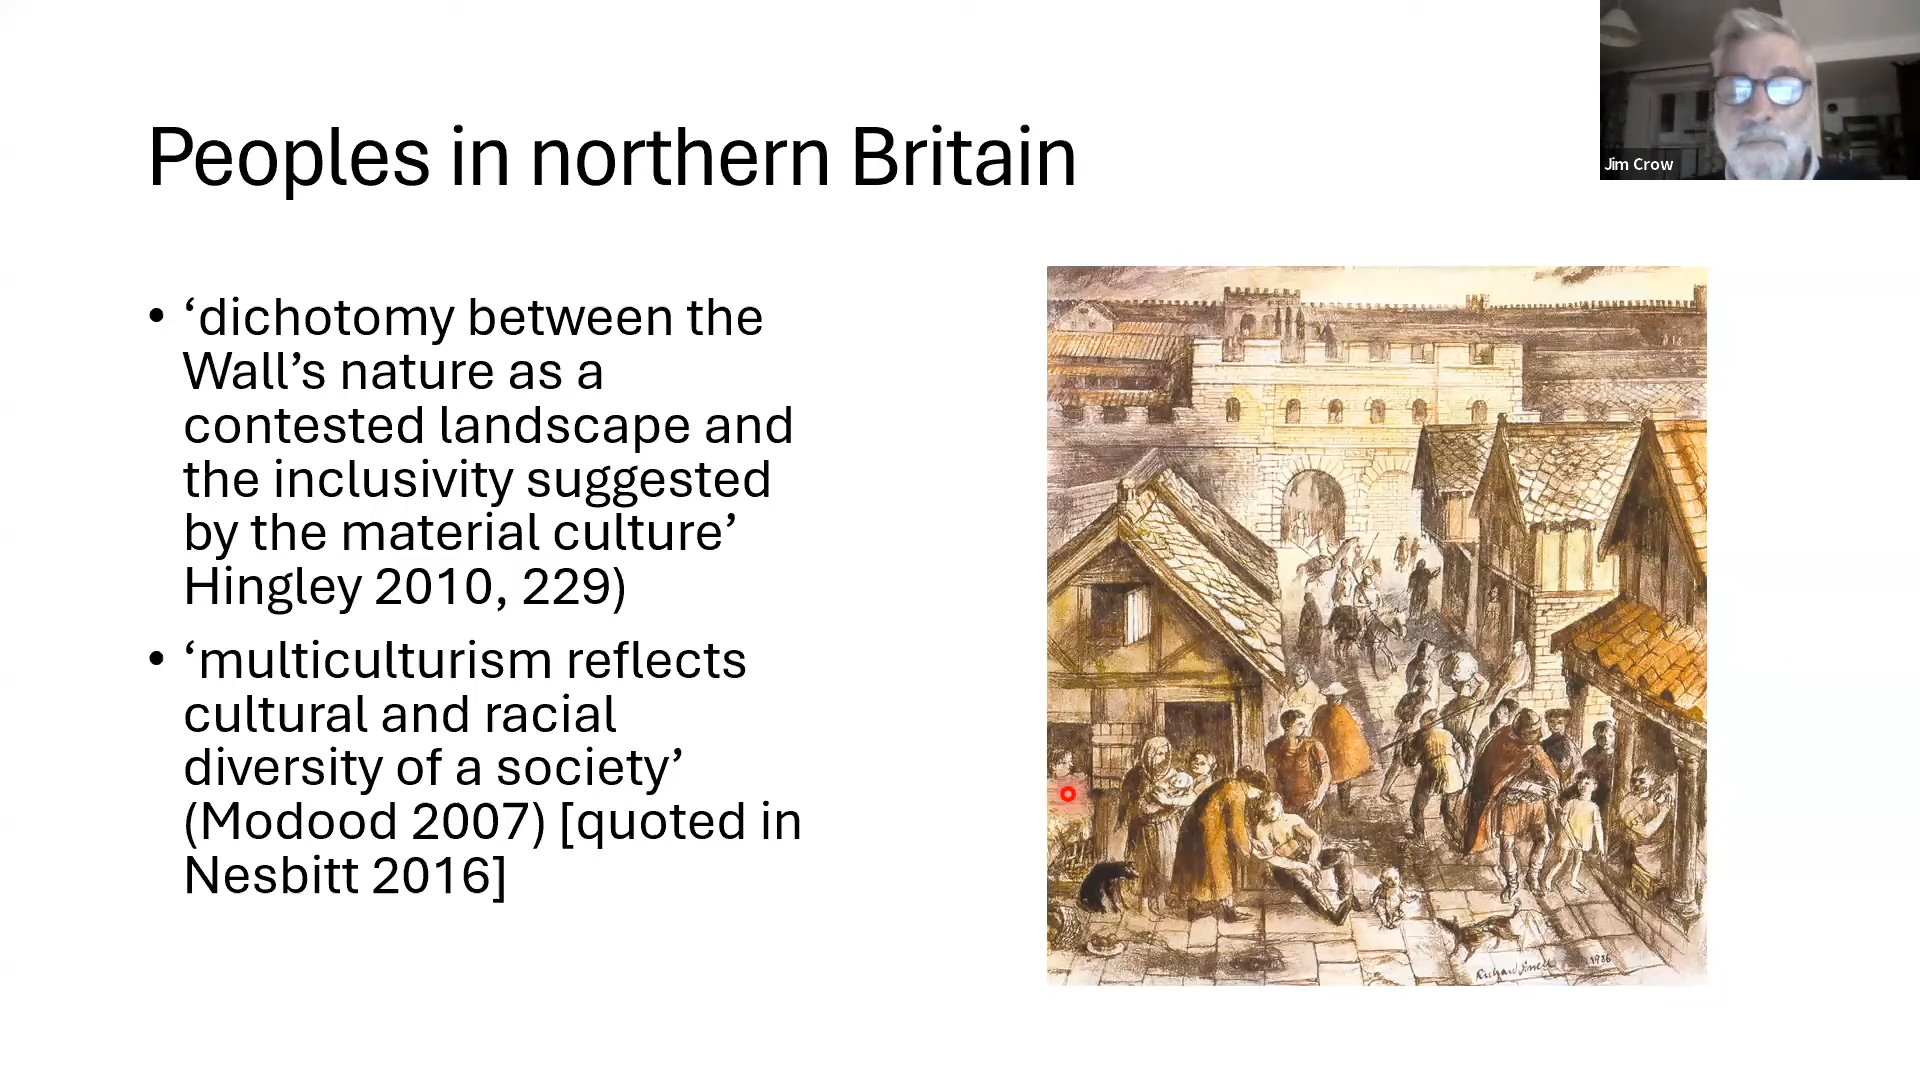 Peoples in northern Britain
Jim Crow
• ‘dichotomy between the
Wall’s nature as a
contested landscape and
the inclusivity suggested
by the material culture’
Hingley 2010, 229)
• ‘multiculturism reflects
cultural and racial
diversity of a society’
(Modood 2007) [quoted in
Nesbitt 2016]
Richard 1986